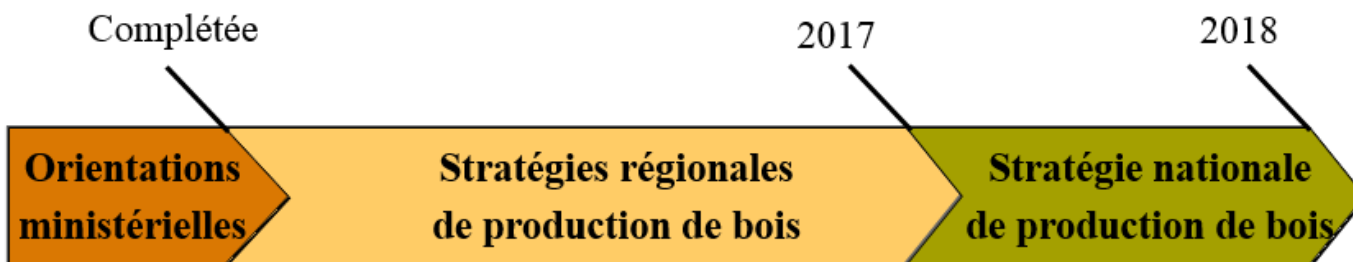 Complétée
2017
2018
Orientations
ministérielles
Stratégies régionales
de production de bois
Stratégie nationale
de production de bois